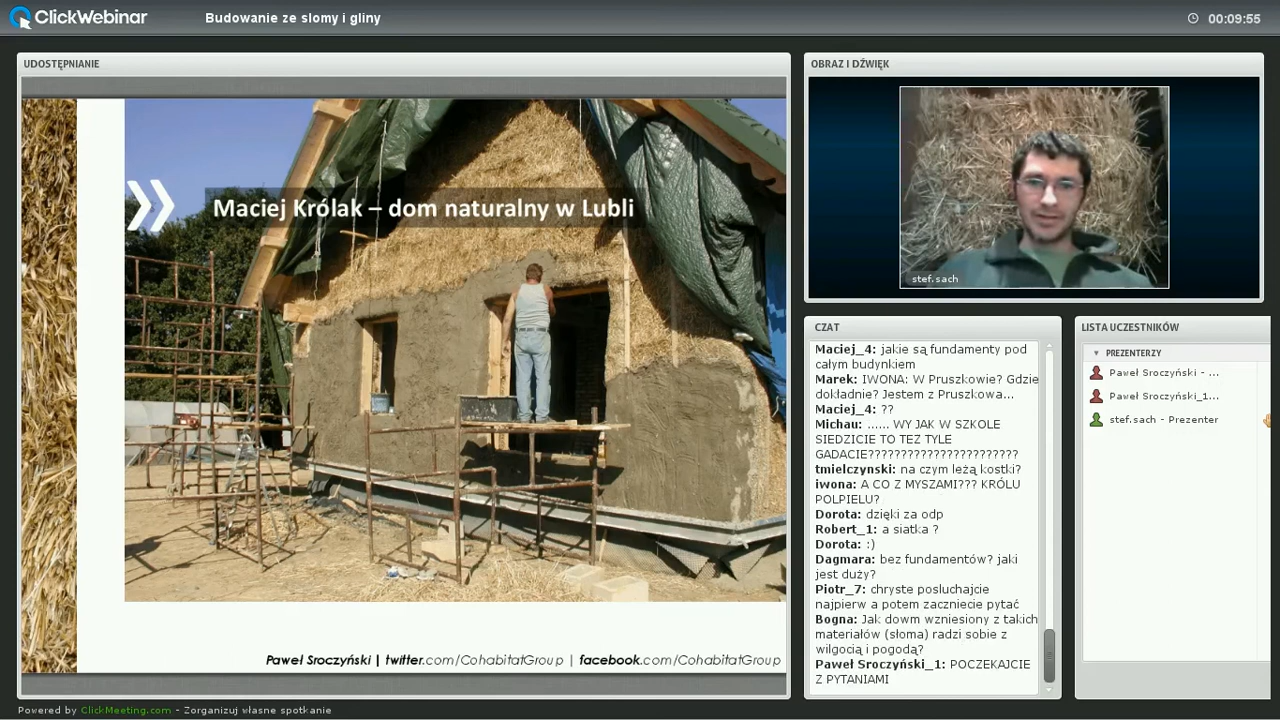 ClickWebinar
Budowanie ze slomy i gliny
00:09:55
UDOSTĘPNIANIE
Maciej Królak – dom naturalny w Lubli
Paweł Sroczyński | twitter.com/CohabitatGroup | facebook.com/CohabitatGroup
OBRAZ I DŹWIĘK
stef.sach
CZAT
Maciej_4: jakie są fundamenty pod
całym budynkiem
Marek: IWONA: W Pruszkowie? Gdzie
dokładnie? Jestem z Pruszkowa...
Maciej_4: ??
Michau: ...... WY JAK W SZKOLE
SIEDZICIE TO TEZ TYLE
GADACIE???????????????????????
tmielczynski: na czym leżą kostki?
iwona: A CO Z MYSZAMI??? KRÓLU
POLPIELU?
Dorota: dzięki za odp
Robert_1: a siatka ?
Dorota: :)
Dagmara: bez fundamentów? jaki
jest duży?
Piotr_7: chryste posluchajcie
najpierw a potem zaczniecie pytać
Bogna: Jak dowm wzniesiony z takich
materiałów (słoma) radzi sobie z
wilgocią i pogodą?
Paweł Sroczyński_1: POCZEKAJCIE
Z PYTANIAMI
LISTA UCZESTNIKÓW
PREZENTERZY
Paweł Sroczyński - ...
Paweł Sroczyński_1...
stef.sach - Prezenter
Powered by ClickMeeting.com - Zorganizuj własne spotkanie